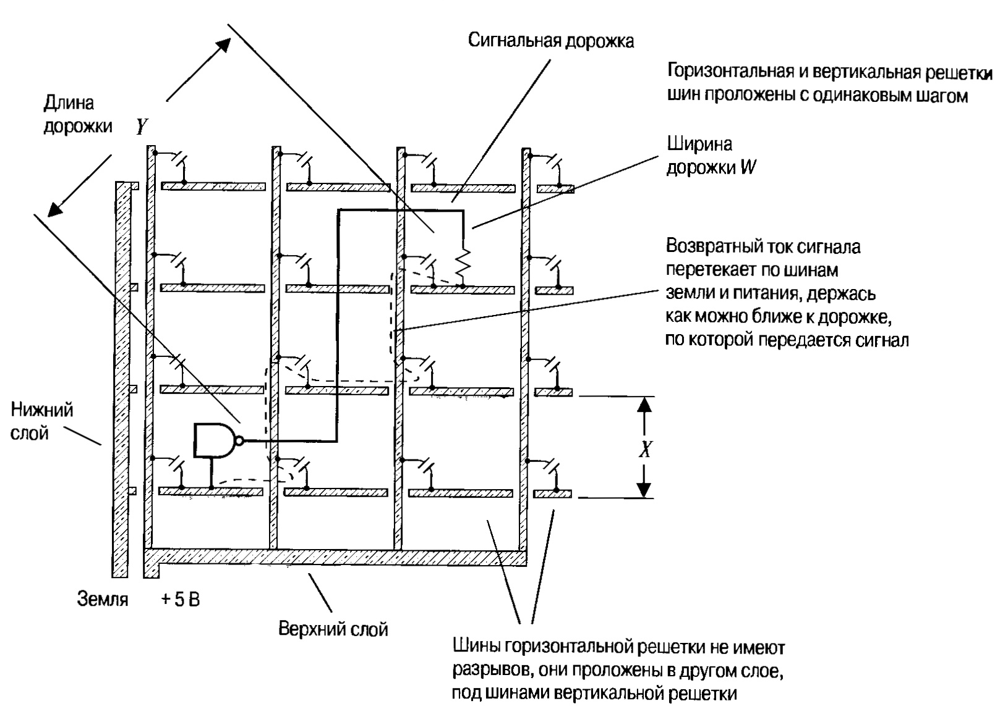 Сигнальная дорожка
Горизонтальная и вертикальная решетки
шин проложены с одинаковым шагом
Длина
дорожки Y
Ширина
дорожки W
Возвратный ток сигнала
перетекает по шинам
земли и питания, держась
как можно ближе к дорожке,
по которой передается сигнал
Нижний
слой
X
Земля
+ 5 В
Верхний слой
Шины горизонтальной решетки не имеют
разрывов, они проложены в другом слое,
под шинами вертикальной решетки